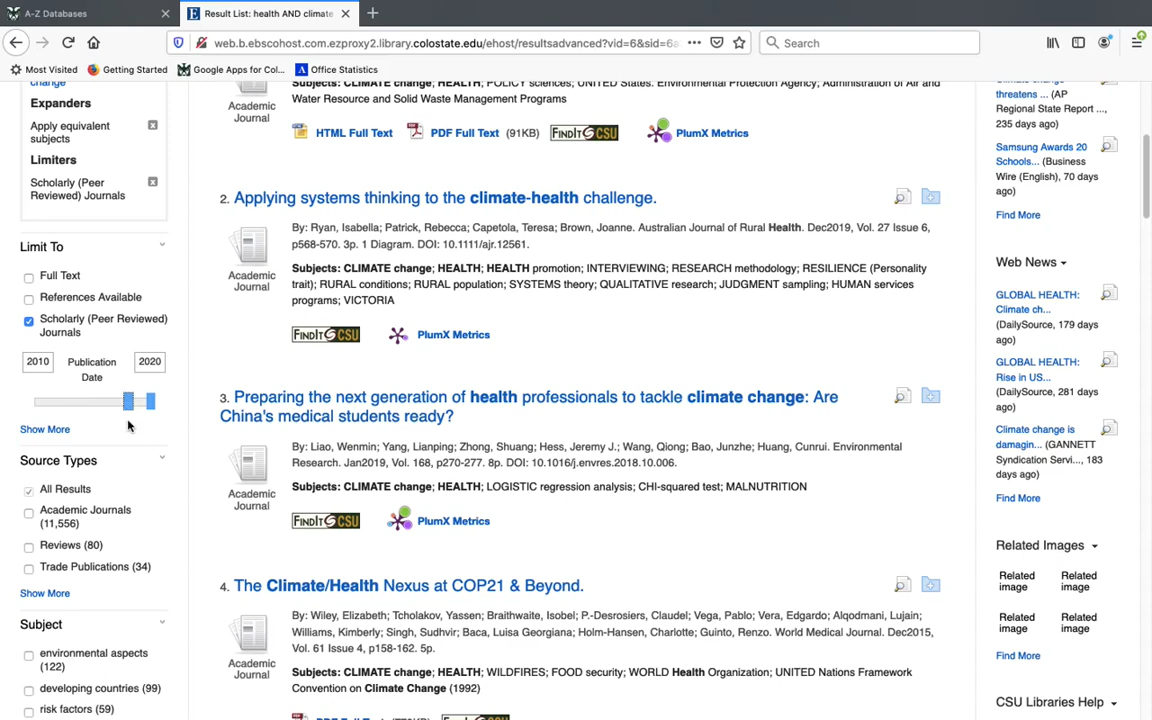 A-Z Databases
Result List: health AND climate
web.b.ebscohost.com.ezproxy2.library.colostate.edu/ehost/resultsadvanced?vid=6&sid=6
Search
Most Visited
Getting Started
Google Apps for Col...
Office Statistics
change
Expanders
Apply equivalent
subjects
Limiters
Scholarly (Peer
Reviewed) Journals
Limit To
Full Text
References Available
Scholarly (Peer Reviewed)
Journals
2010
Publication
Date
2020
Show More
Source Types
All Results
Academic Journals
(11,556)
Reviews (80)
Trade Publications (34)
Show More
Subject
environmental aspects
(122)
developing countries (99)
risk factors (59)
Subjects: CLIMATE change; HEALTH; POLICY sciences; UNITED States. Environmental Protection Agency; Administration of Air and
Water Resource and Solid Waste Management Programs
Academic
Journal
HTML Full Text
PDF Full Text (91KB)
FINDIT@CSU
PlumX Metrics
2. Applying systems thinking to the climate-health challenge.
By: Ryan, Isabella; Patrick, Rebecca; Capetola, Teresa; Brown, Joanne. Australian Journal of Rural Health. Dec2019, Vol. 27 Issue 6,
p568-570. 3p. 1 Diagram. DOI: 10.1111/ajr.12561.
Academic
Journal
Subjects: CLIMATE change; HEALTH; HEALTH promotion; INTERVIEWING; RESEARCH methodology; RESILIENCE (Personality
trait); RURAL conditions; RURAL population; SYSTEMS theory; QUALITATIVE research; JUDGMENT sampling; HUMAN services
programs; VICTORIA
FINDIT@CSU
PlumX Metrics
3. Preparing the next generation of health professionals to tackle climate change: Are
China's medical students ready?
By: Liao, Wenmin; Yang, Lianping; Zhong, Shuang; Hess, Jeremy J.; Wang, Qiong; Bao, Junzhe; Huang, Cunrui. Environmental
Research. Jan2019, Vol. 168, p270-277. 8p. DOI: 10.1016/j.envres.2018.10.006.
Academic
Journal
Subjects: CLIMATE change; HEALTH; LOGISTIC regression analysis; CHI-squared test; MALNUTRITION
FINDIT@CSU
PlumX Metrics
4. The Climate/Health Nexus at COP21 & Beyond.
By: Wiley, Elizabeth; Tcholakov, Yassen; Braithwaite, Isobel; P.-Desrosiers, Claudel; Vega, Pablo; Vera, Edgardo; Alqodmani, Lujain;
Williams, Kimberly; Singh, Sudhvir; Baca, Luisa Georgiana; Holm-Hansen, Charlotte; Guinto, Renzo. World Medical Journal. Dec2015,
Vol. 61 Issue 4, p158-162. 5p.
Academic
Journal
Subjects: CLIMATE change; HEALTH; WILDFIRES; FOOD security; WORLD Health Organization; UNITED Nations Framework
Convention on Climate Change (1992)
threatens ... (AP
Regional State Report ...,
235 days ago)
Samsung Awards 20
Schools... (Business
Wire (English), 70 days
ago)
Find More
Web News
GLOBAL HEALTH:
Climate ch...
(DailySource, 179 days
ago)
GLOBAL HEALTH:
Rise in US...
(DailySource, 281 days
ago)
Climate change is
damagin... (GANNETT
Syndication Servi..., 183
days ago)
Find More
Related Images
Related
image
Related
image
Related
image
Related
image
Find More
CSU Libraries Help